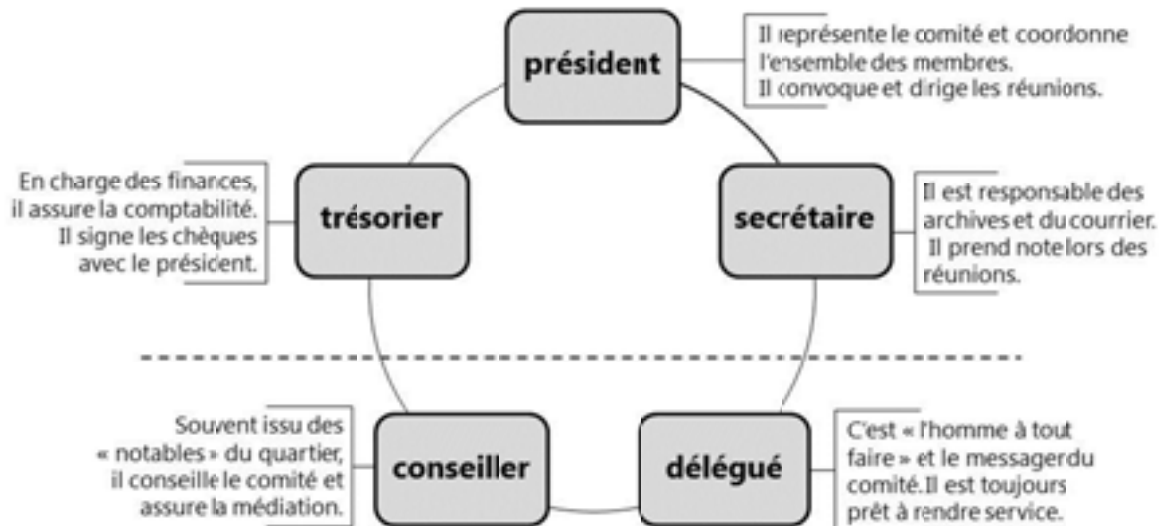 président
Il représente le comité et coordonne
l'ensemble des membres.
Il convoque et dirige les réunions.
En charge des finances,
il assure la comptabilité.
Il signe les chèques
avec le président.
trésorier
secrétaire
Il est responsable des
archives et du courrier.
Il prend note lors des
réunions.
Souvent issu des
« notables » du quartier,
il conseille le comité et
assure la médiation.
conseiller
délégué
C'est « l'homme à tout
faire » et le messager du
comité. Il est toujours
prêt à rendre service.